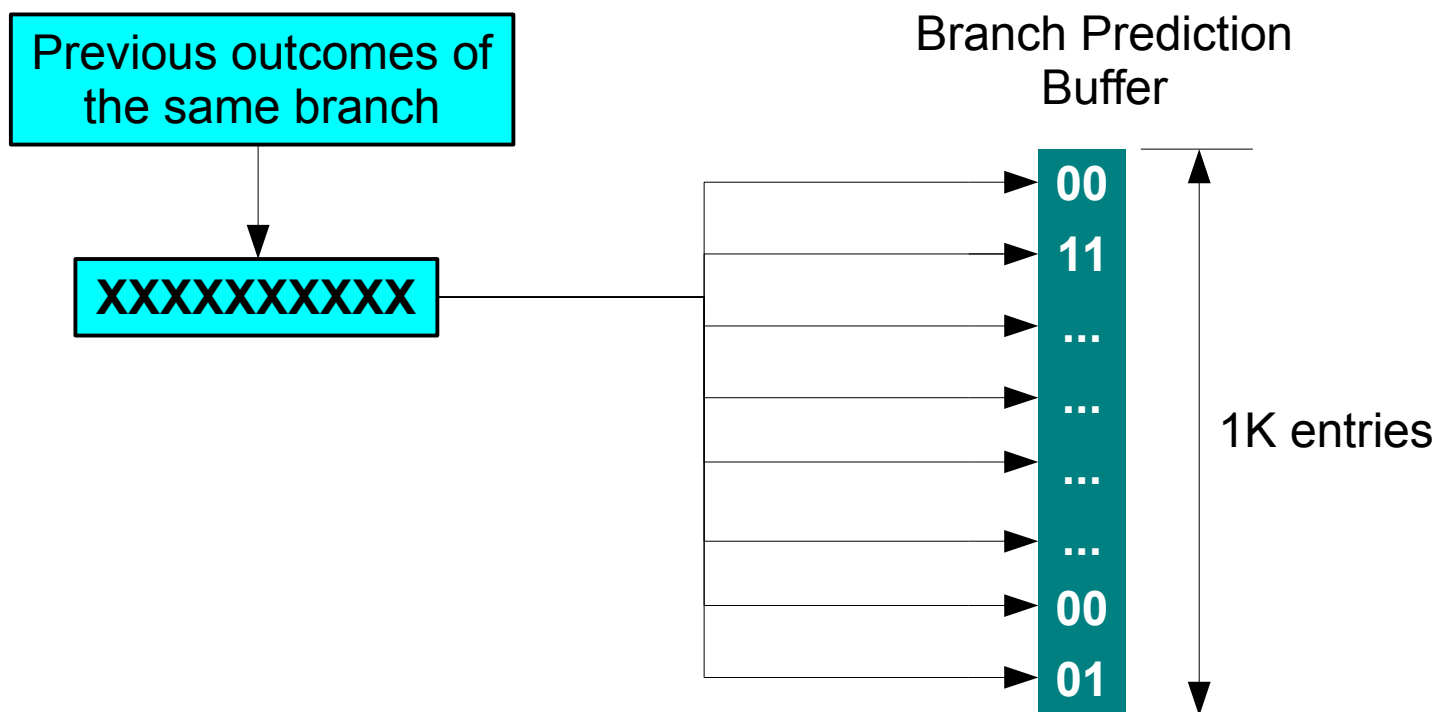 Previous outcomes of
the same branch
XXXXXXXXXX
Branch Prediction
Buffer
00
11
...
...
...
...
00
01
1K entries